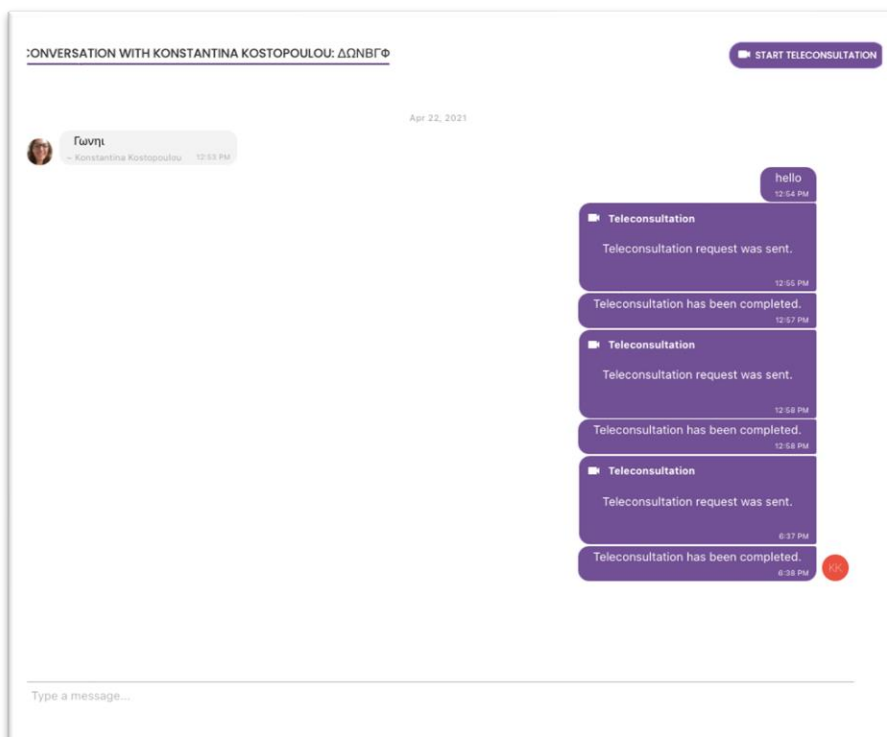 :ONVERSATION WITH KONSTANTINA KOSTOPOULOU: ΔΩΝΒΓΦ
START TELECONSULTATION
Apr 22, 2021
Γωνηι
– Konstantina Kostopoulou 12:53 PM
hello
12:54 PM
Teleconsultation
Teleconsultation request was sent.
12:55 PM
Teleconsultation has been completed.
12:57 PM
Teleconsultation
Teleconsultation request was sent.
12:58 PM
Teleconsultation has been completed.
12:58 PM
Teleconsultation
Teleconsultation request was sent.
6:37 PM
Teleconsultation has been completed.
6:38 PM
KK
Type a message...